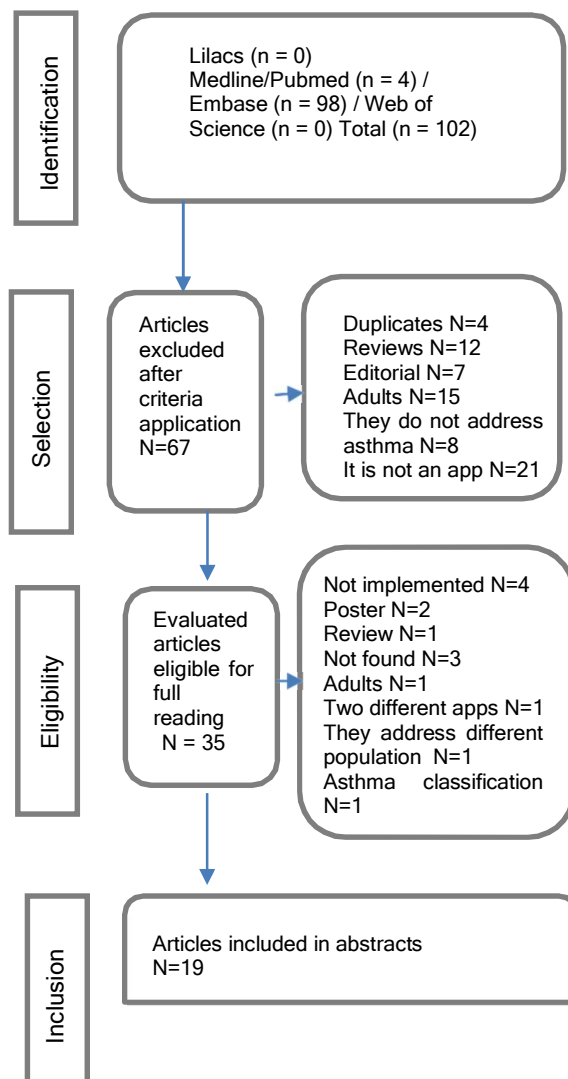 Identification
Lilacs (n = 0)
Medline/Pubmed (n = 4) /
Embase (n = 98) / Web of
Science (n = 0) Total (n = 102)
Selection
Articles
excluded
after
criteria
application
N=67
Duplicates N=4
Reviews N=12
Editorial N=7
Adults N=15
They do not address
asthma N=8
It is not an app N=21
Eligibility
Evaluated
articles
eligible for
full
reading
N = 35
Not implemented N=4
Poster N=2
Review N=1
Not found N=3
Adults N=1
Two different apps N=1
They address different
population N=1
Asthma classification
N=1
Inclusion
Articles included in abstracts
N=19